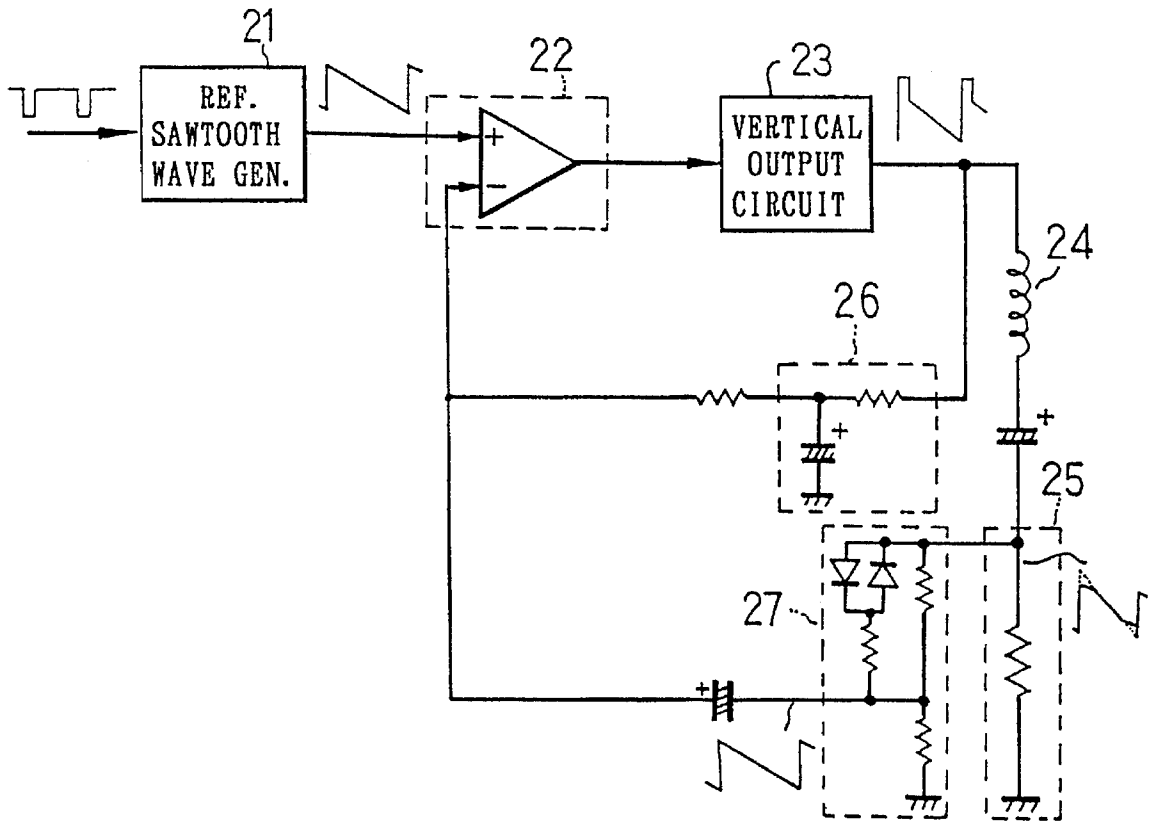 21
REF.
SAWTOOTH
WAVE GEN.
22
+
−
23
VERTICAL
OUTPUT
CIRCUIT
24
+
26
+
25
27
+